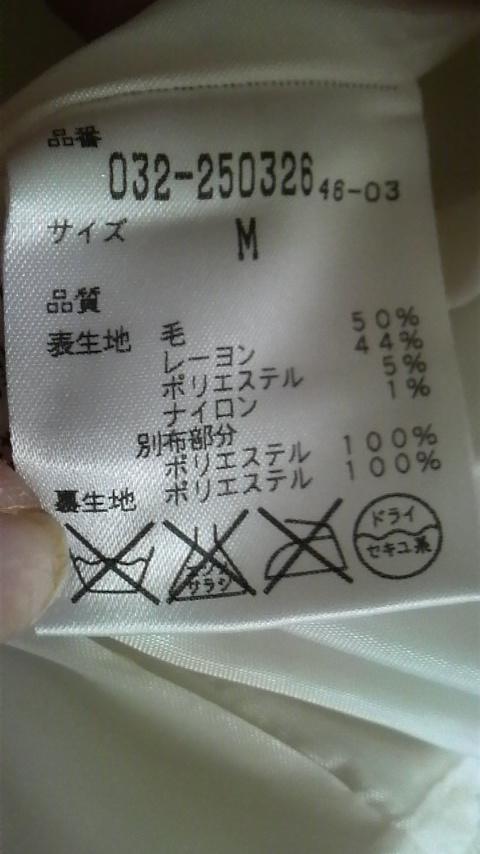 品番
032-250326 46-03
サイズ M
品質
表生地 毛 50%
レーヨン 44%
ポリエステル 5%
ナイロン 1%
別布部分
ポリエステル 100%
裏生地 ポリエステル 100%
エンソ
サラシ
ドライ
セキユ系